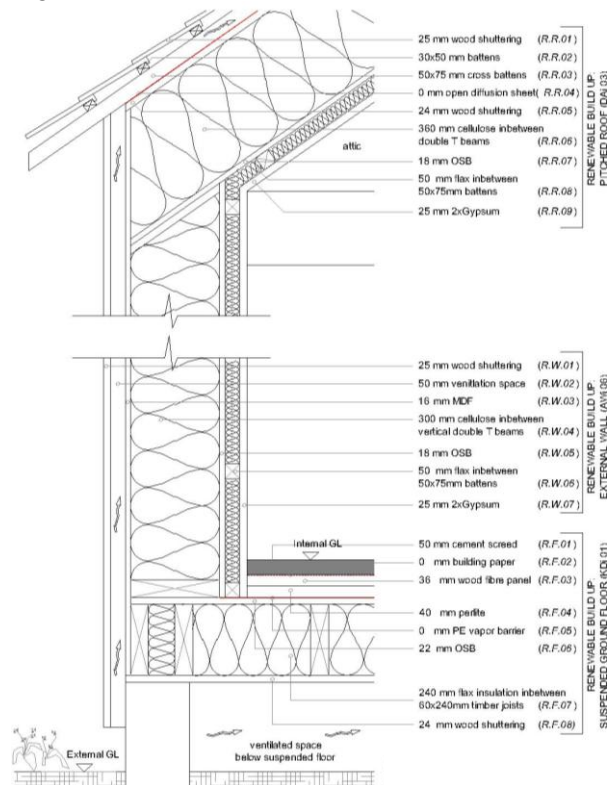 25 mm wood shuttering (R.R.01)
30x50 mm battens (R.R.02)
50x75 mm cross battens (R.R.03)
0 mm open diffusion sheet( R.R.04)
24 mm wood shuttering (R.R.05)
360 mm cellulose inbetween
double T beams (R.R.06)
attic
18 mm OSB (R.R.07)
50 mm flax inbetween
50x75mm battens (R.R.08)
25 mm 2xGypsum (R.R.09)
RENEWABLE BUILD UP:
PITCHED ROOF (DAi 03)
25 mm wood shuttering (R.W.01)
50 mm venitlation space (R.W.02)
16 mm MDF (R.W.03)
300 mm cellulose inbetween
vertical double T beams (R.W.04)
18 mm OSB (R.W.05)
50 mm flax inbetween
50x75mm battens (R.W.06)
25 mm 2xGypsum (R.W.07)
RENEWABLE BUILD UP:
EXTERNAL WALL (AWi 06)
Internal GL
50 mm cement screed (R.F.01)
0 mm building paper (R.F.02)
36 mm wood fibre panel (R.F.03)
40 mm perlite (R.F.04)
0 mm PE vapor barrier (R.F.05)
22 mm OSB (R.F.06)
240 mm flax insulation inbetween
60x240mm timber joists (R.F.07)
24 mm wood shuttering (R.F.08)
RENEWABLE BUILD UP:
SUSPENDED GROUND FLOOR (KDi 01)
External GL
ventilated space
below suspended floor